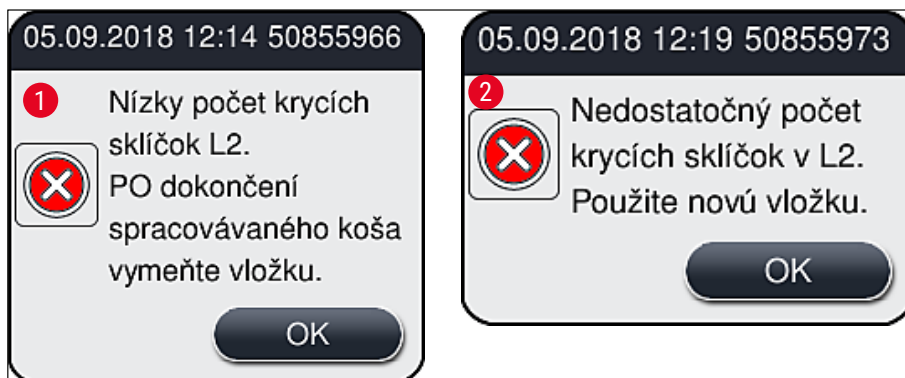 05.09.2018 12:14 50855966
1
Nízky počet krycích
sklíčok L2.
PO dokončení
spracovávaného koša
vymeňte vložku.
OK
05.09.2018 12:19 50855973
2
Nedostatočný počet
krycích sklíčok v L2.
Použite novú vložku.
OK